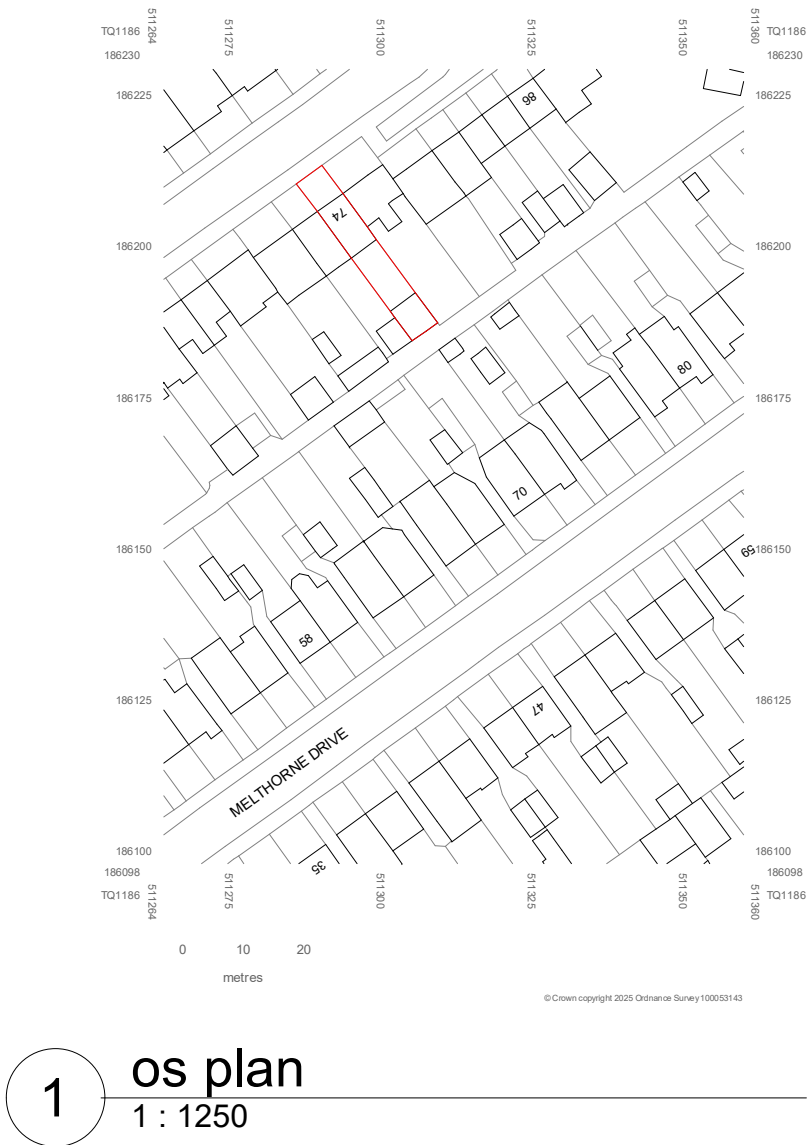 511264 511275 511300 511325 511350 511360
TQ1186 TQ1186
186230 186230
186225 186225
86
74
186200 186200
186175 186175
80
70
186150 186150
59
58
186125 186125
47
MELTHORNE DRIVE
186100 186100
35
186098 186098
TQ1186 TQ1186
511264 511275 511300 511325 511350 511360
0 10 20
metres
© Crown copyright 2025 Ordnance Survey 100053143
1 os plan
1 : 1250